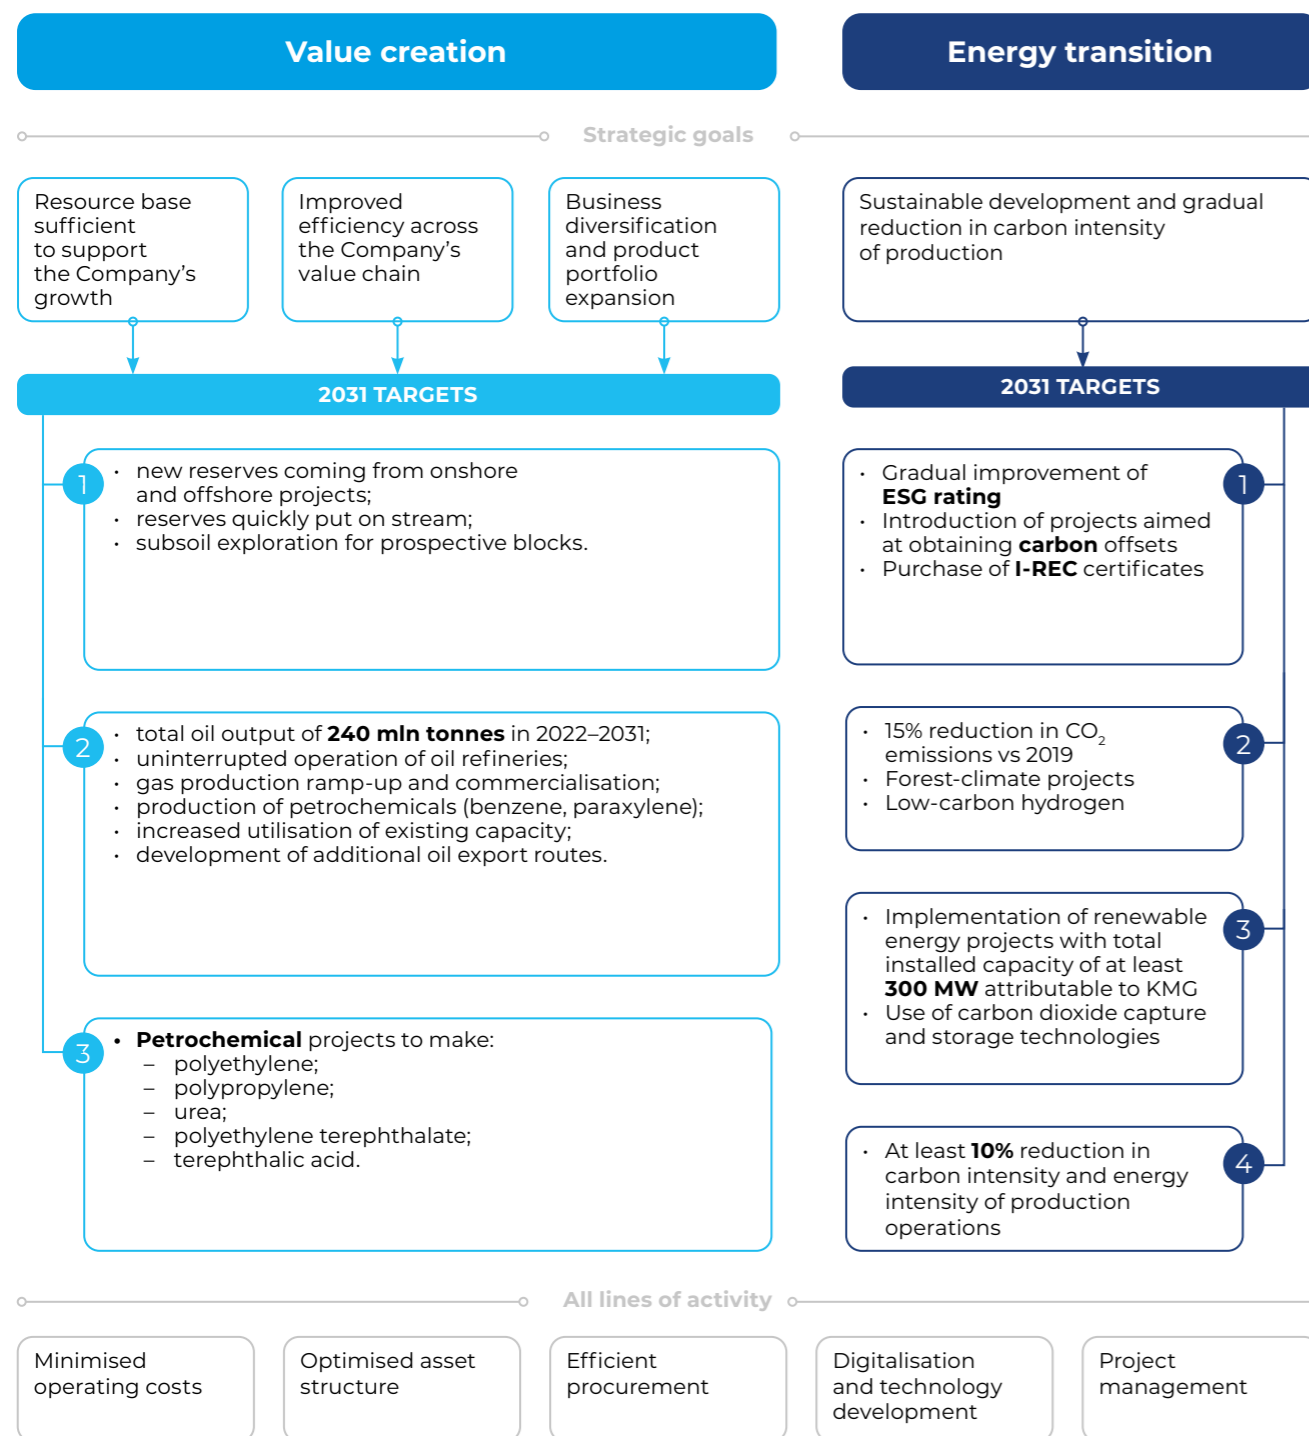 Value creation
Energy transition
Strategic goals
Resource base
sufficient
to support
the Company’s
growth
Improved
efficiency across
the Company’s
value chain
Business
diversification
and product
portfolio
expansion
Sustainable development and gradual
reduction in carbon intensity
of production
2031 TARGETS
1
· new reserves coming from onshore
and offshore projects;
· reserves quickly put on stream;
· subsoil exploration for prospective blocks.
2
· total oil output of 240 mln tonnes in 2022–2031;
· uninterrupted operation of oil refineries;
· gas production ramp-up and commercialisation;
· production of petrochemicals (benzene, paraxylene);
· increased utilisation of existing capacity;
· development of additional oil export routes.
3
• Petrochemical projects to make:
– polyethylene;
– polypropylene;
– urea;
– polyethylene terephthalate;
– terephthalic acid.
2031 TARGETS
· Gradual improvement of
ESG rating
· Introduction of projects aimed
at obtaining carbon offsets
· Purchase of I-REC certificates
1
· 15% reduction in CO₂
emissions vs 2019
· Forest-climate projects
· Low-carbon hydrogen
2
· Implementation of renewable
energy projects with total
installed capacity of at least
300 MW attributable to KMG
· Use of carbon dioxide capture
and storage technologies
3
· At least 10% reduction in
carbon intensity and energy
intensity of production
operations
4
All lines of activity
Minimised
operating costs
Optimised asset
structure
Efficient
procurement
Digitalisation
and technology
development
Project
management